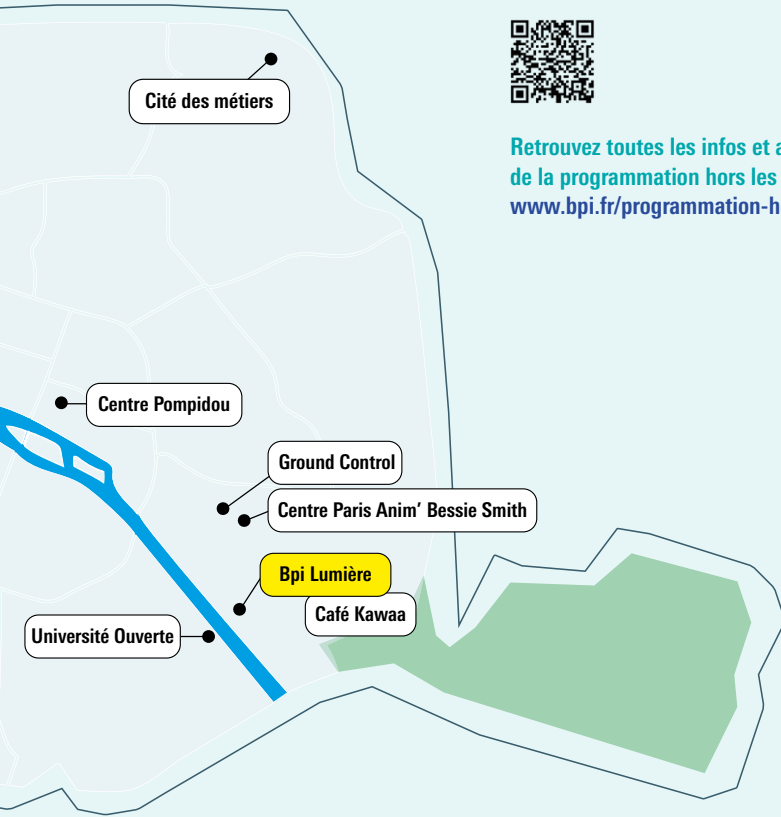 Cité des métiers
Retrouvez toutes les infos et a
de la programmation hors les
www.bpi.fr/programmation-h
Centre Pompidou
Ground Control
Centre Paris Anim’ Bessie Smith
Bpi Lumière
Café Kawaa
Université Ouverte